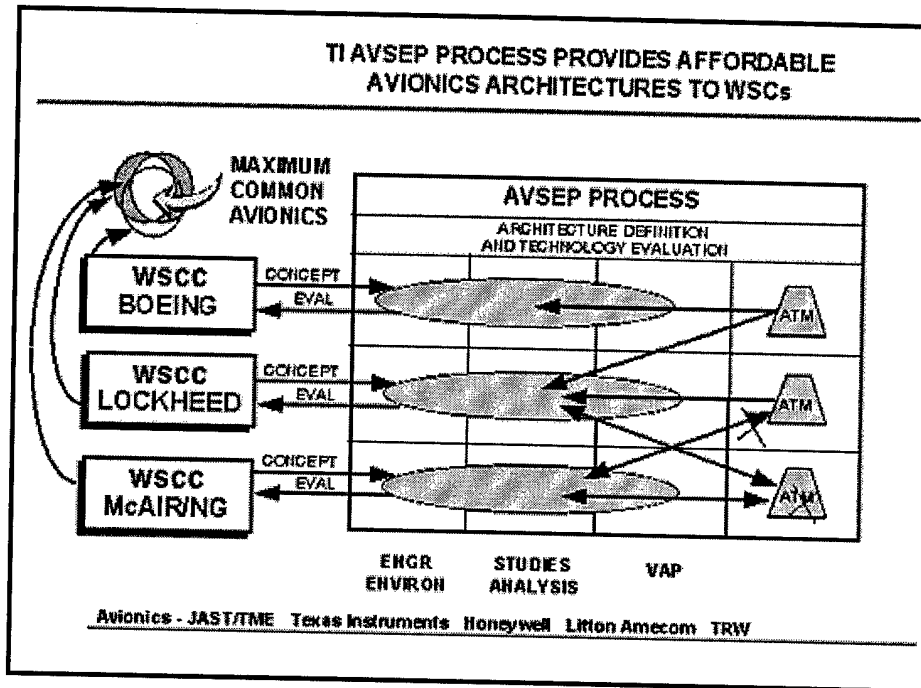 TI AVSEP PROCESS PROVIDES AFFORDABLE
AVIONICS ARCHITECTURES TO WSCs
MAXIMUM
COMMON
AVIONICS
AVSEP PROCESS
ARCHITECTURE DEFINITION
AND TECHNOLOGY EVALUATION
WSCC
BOEING
CONCEPT
EVAL
ATM
WSCC
LOCKHEED
CONCEPT
EVAL
ATM
WSCC
McAIR/NG
CONCEPT
EVAL
ATM
ENGR
ENVIRON
STUDIES
ANALYSIS
VAP
Avionics - JAST/TME Texas Instruments Honeywell Litton Amecom TRW